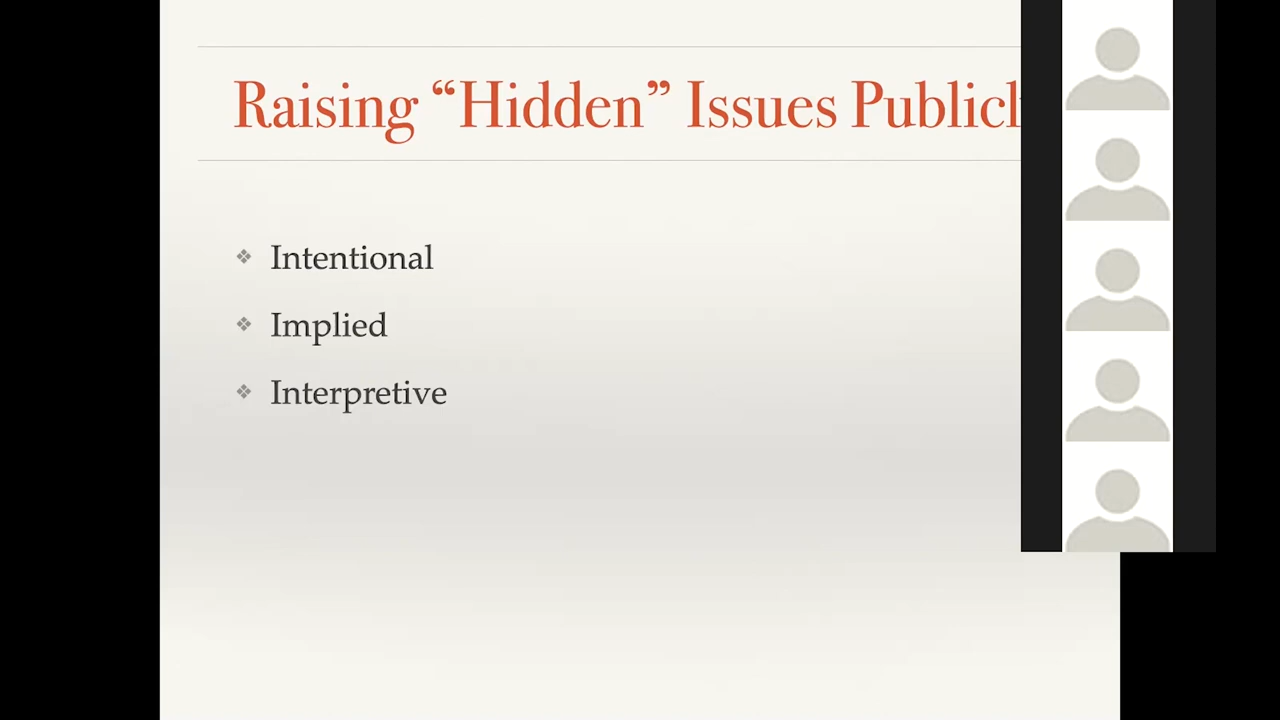 Raising “Hidden” Issues Publicl
Intentional
Implied
Interpretive